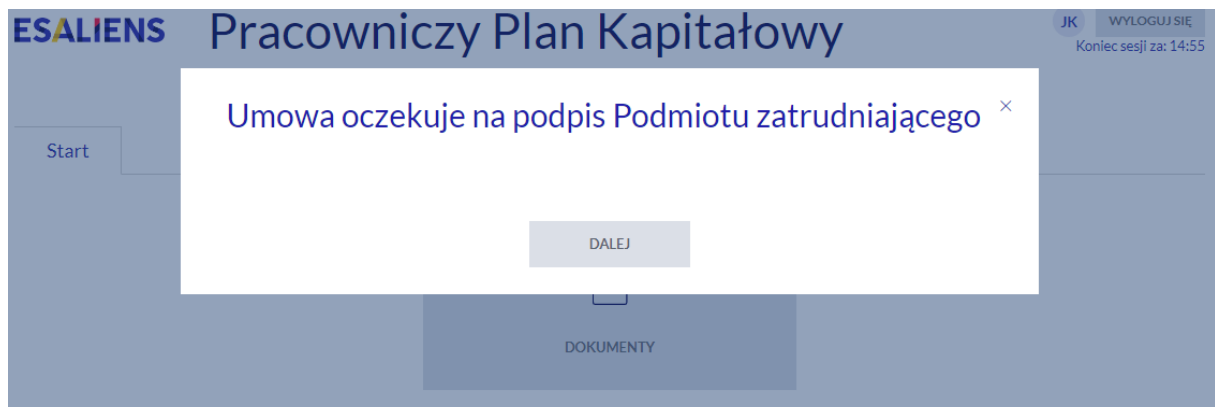 ESALIENS
Pracowniczy Plan Kapitałowy
JK
WYLOGUJ SIĘ
Koniec sesji za: 14:55
Umowa oczekuje na podpis Podmiotu zatrudniającego ×
Start
DALEJ
DOKUMENTY